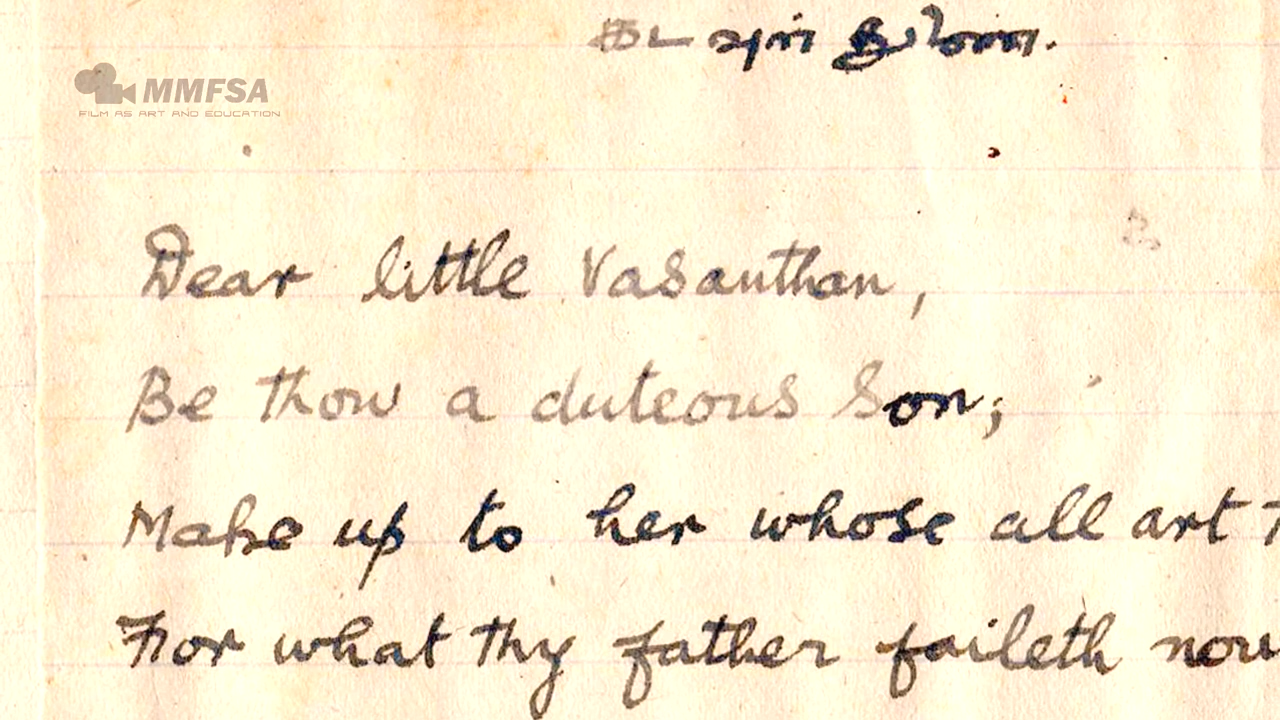 கடவுள் துணை.
MMFSA
FILM AS ART AND EDUCATION
Dear little Vasanthan,
Be thou a duteous son;
Make up to her whose all art
For what thy father faileth now